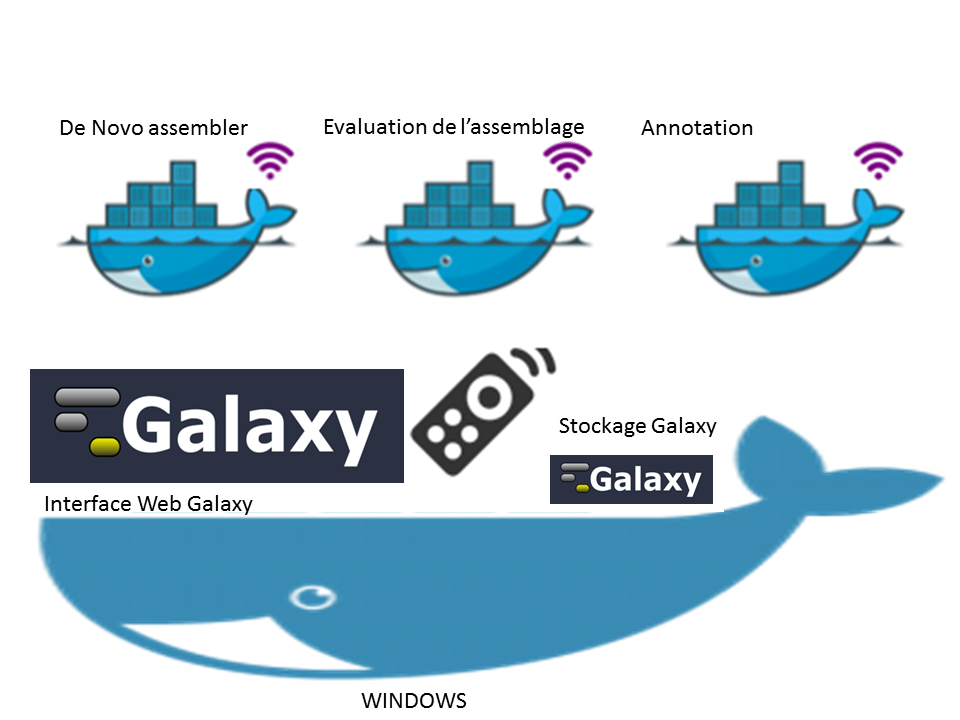 De Novo assembler
Evaluation de l’assemblage
Annotation
Galaxy
Stockage Galaxy
Galaxy
Interface Web Galaxy
WINDOWS